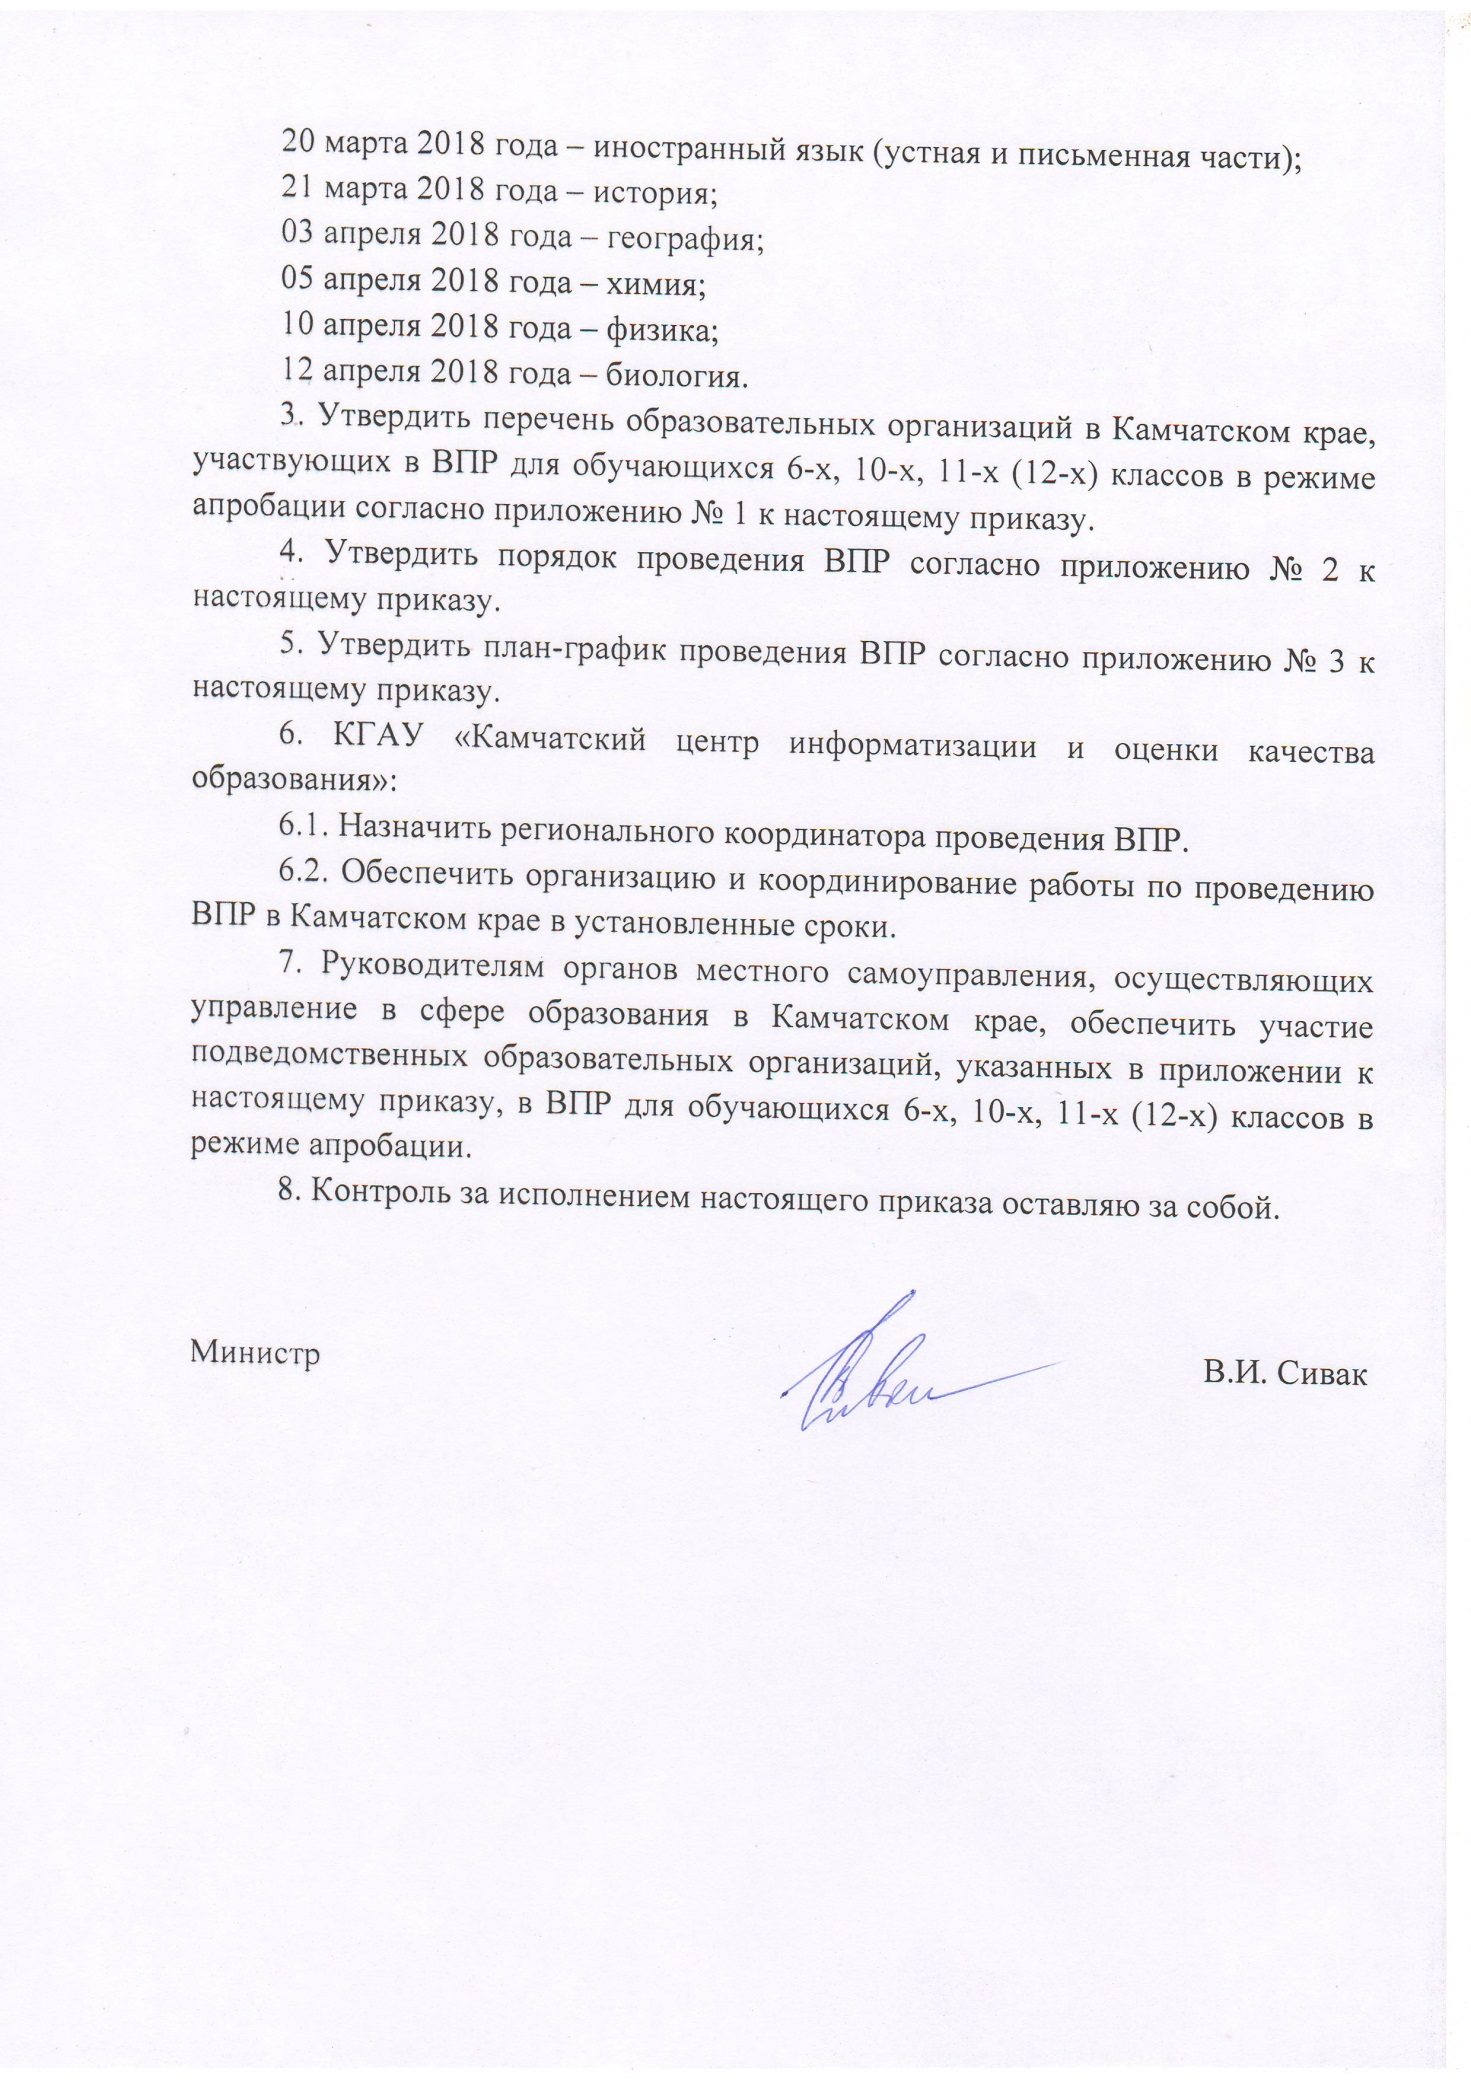 20 марта 2018 года – иностранный язык (устная и письменная части);
21 марта 2018 года – история;
03 апреля 2018 года – география;
05 апреля 2018 года – химия;
10 апреля 2018 года – физика;
12 апреля 2018 года – биология.
3. Утвердить перечень образовательных организаций в Камчатском крае,
участвующих в ВПР для обучающихся 6-х, 10-х, 11-х (12-х) классов в режиме
апробации согласно приложению № 1 к настоящему приказу.
4. Утвердить порядок проведения ВПР согласно приложению № 2 к
настоящему приказу.
5. Утвердить план-график проведения ВПР согласно приложению № 3 к
настоящему приказу.
6. КГАУ «Камчатский центр информатизации и оценки качества
образования»:
6.1. Назначить регионального координатора проведения ВПР.
6.2. Обеспечить организацию и координирование работы по проведению
ВПР в Камчатском крае в установленные сроки.
7. Руководителям органов местного самоуправления, осуществляющих
управление в сфере образования в Камчатском крае, обеспечить участие
подведомственных образовательных организаций, указанных в приложении к
настоящему приказу, в ВПР для обучающихся 6-х, 10-х, 11-х (12-х) классов в
режиме апробации.
8. Контроль за исполнением настоящего приказа оставляю за собой.
Министр
В.И. Сивак